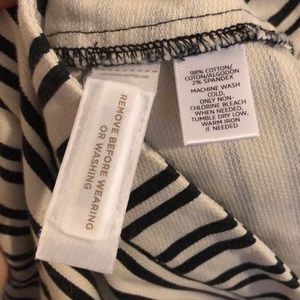 REMOVE BEFORE WEARING
OR WASHING
98% COTTON/
COTTON/ALGODON
2% SPANDEX
MACHINE WASH
COLD,
ONLY NON-
CHLORINE BLEACH
WHEN NEEDED,
TUMBLE DRY LOW,
WARM IRON
IF NEEDED